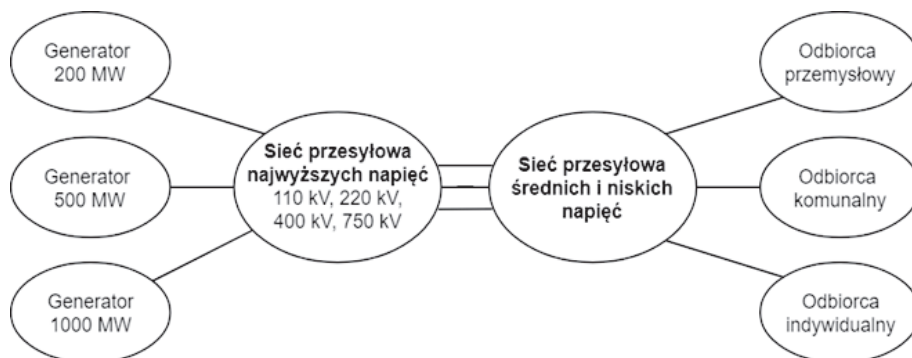 Generator
200 MW
Generator
500 MW
Generator
1000 MW
Sieć przesyłowa
najwyższych napięć
110 kV, 220 kV,
400 kV, 750 kV
Sieć przesyłowa
średnich i niskich
napięć
Odbiorca
przemysłowy
Odbiorca
komunalny
Odbiorca
indywidualny